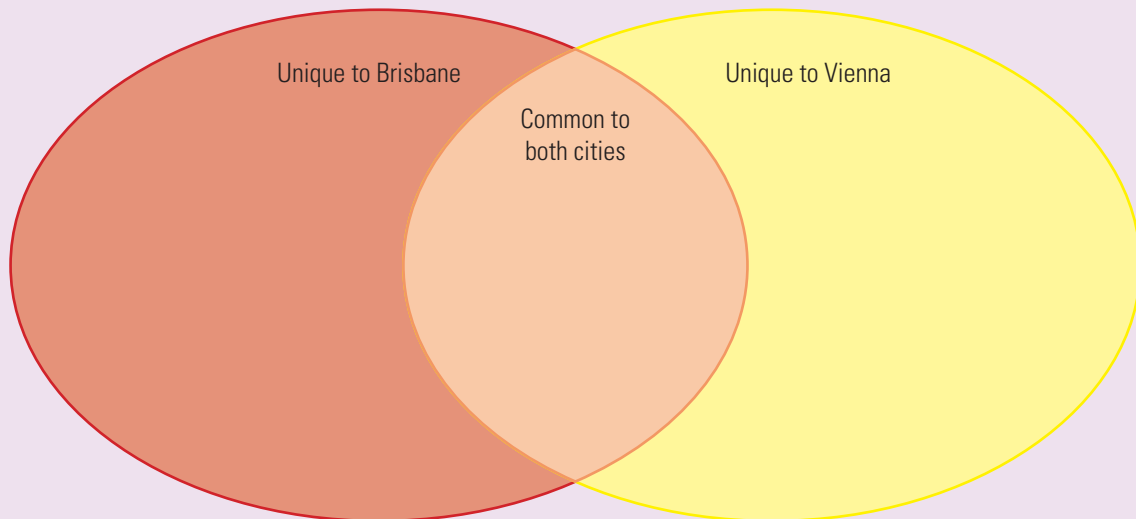 Unique to Brisbane
Common to
both cities
Unique to Vienna